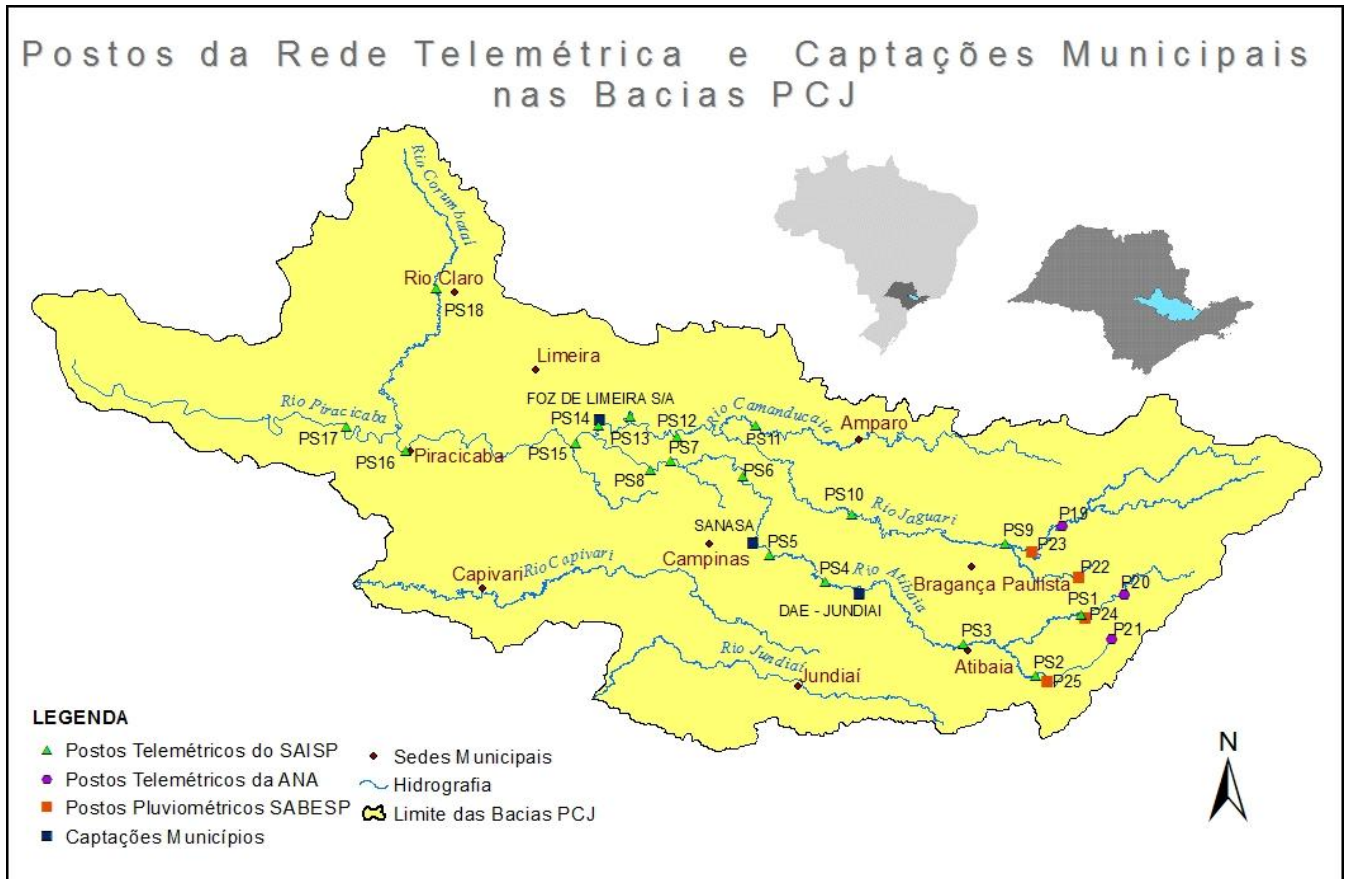 Postos da Rede Telemétrica e Captações Municipais
nas Bacias PCJ
Rio Corumbataí
Rio Claro
PS18
Limeira
FOZ DE LIMEIRA S/A
Rio Piracicaba
PS17
PS16
Piracicaba
PS14
PS13
PS15
PS12
PS7
PS8
Rio Camanducaia
PS11
Amparo
PS6
PS10
Rio Jaguari
SANASA
PS5
Campinas
PS9
P19
P23
Capivari
Rio Capivari
PS4
Rio Atibaia
DAE - JUNDIAI
Bragança Paulista
P22
P20
PS1
P24
P21
PS3
Atibaia
PS2
P25
Rio Jundiaí
Jundiaí
LEGENDA
Postos Telemétricos do SAISP
Postos Telemétricos da ANA
Postos Pluviométricos SABESP
Captações Municípios
Sedes Municipais
Hidrografia
Limite das Bacias PCJ
N